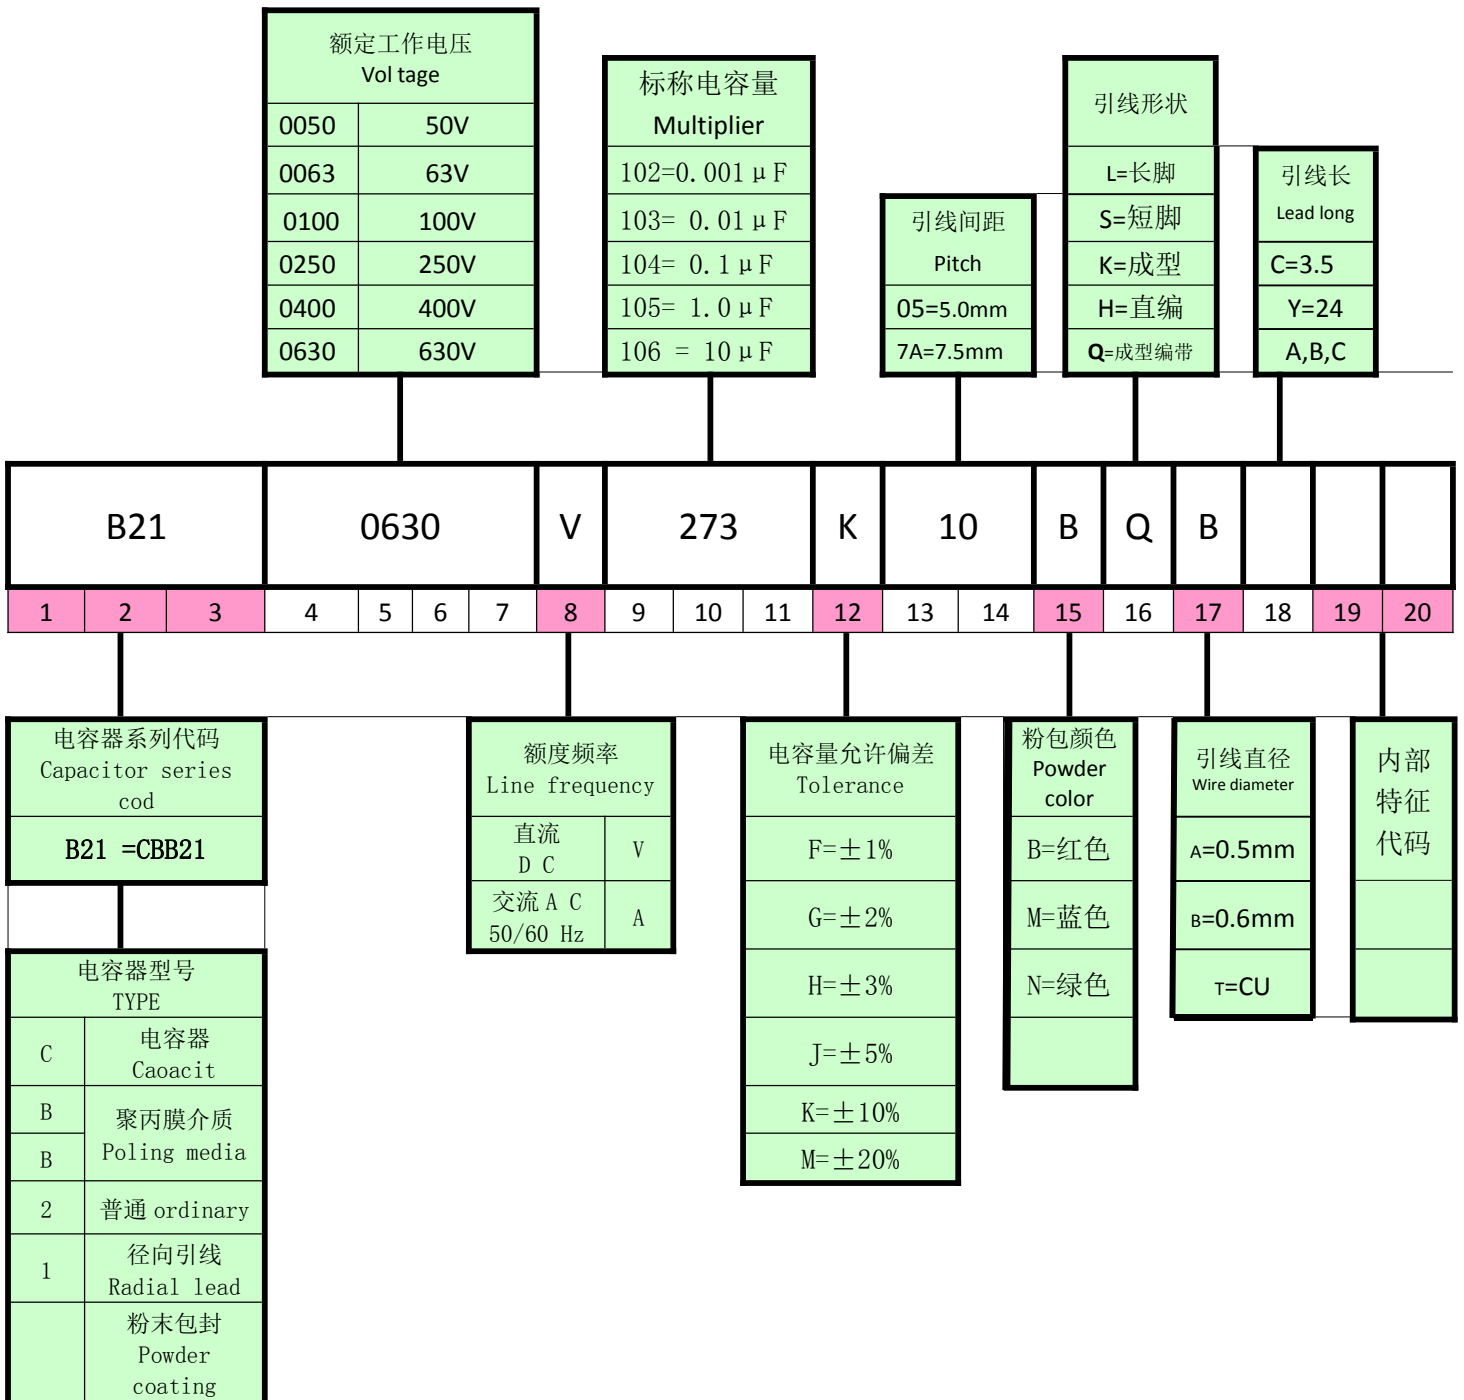 额定工作电压
Vol tage
0050 50V
0063 63V
0100 100V
0250 250V
0400 400V
0630 630V
标称电容量
Multiplier
102=0.001μF
103= 0.01μF
104= 0.1μF
105= 1.0μF
106 = 10μF
引线间距
Pitch
05=5.0mm
7A=7.5mm
引线形状
L=长脚
S=短脚
K=成型
H=直编
Q=成型编带
引线长
Lead long
C=3.5
Y=24
A,B,C
B21 0630 V 273 K 10 B Q B
1 2 3 4 5 6 7 8 9 10 11 12 13 14 15 16 17 18 19 20
电容器系列代码
Capacitor series
cod
B21 =CBB21
电容器型号
TYPE
C 电容器
Caoacit
B 聚丙膜介质
B Poling media
2 普通 ordinary
1 径向引线
Radial lead
粉末包封
Powder
coating
额度频率
Line frequency
直流
D C V
交流 A C
50/60 Hz A
电容量允许偏差
Tolerance
F=±1%
G=±2%
H=±3%
J=±5%
K=±10%
M=±20%
粉包颜色
Powder
color
B=红色
M=蓝色
N=绿色
引线直径
Wire diameter
A=0.5mm
B=0.6mm
T=CU
内部
特征
代码